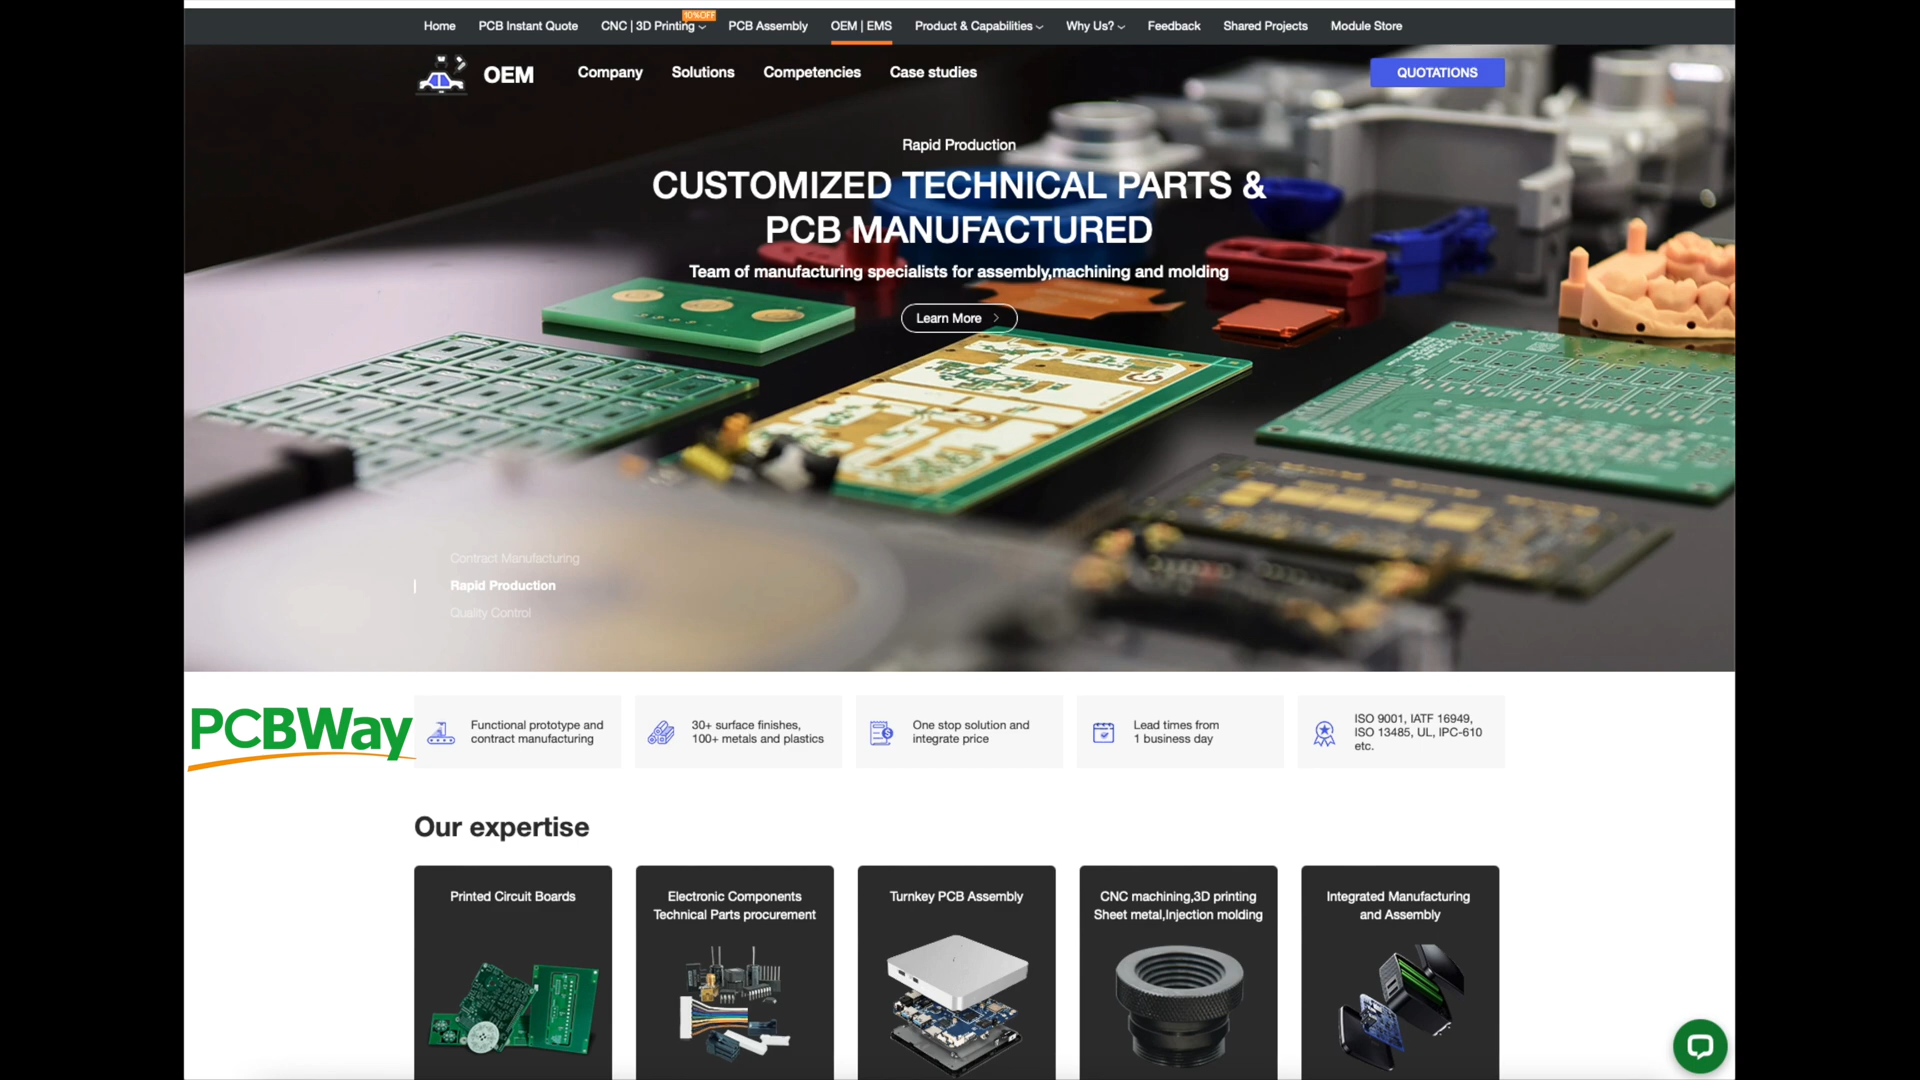 Home PCB Instant Quote CNC | 3D Printing 10%OFF PCB Assembly OEM | EMS Product & Capabilities Why Us? Feedback Shared Projects Module Store
OEM Company Solutions Competencies Case studies QUOTATIONS
Rapid Production
CUSTOMIZED TECHNICAL PARTS &
PCB MANUFACTURED
Team of manufacturing specialists for assembly,machining and molding
Learn More
Contract Manufacturing
Rapid Production
Quality Control
PCBWay
Functional prototype and
contract manufacturing
30+ surface finishes,
100+ metals and plastics
One stop solution and
integrate price
Lead times from
1 business day
ISO 9001, IATF 16949,
ISO 13485, UL, IPC-610
etc.
Our expertise
Printed Circuit Boards
Electronic Components
Technical Parts procurement
Turnkey PCB Assembly
CNC machining,3D printing
Sheet metal,Injection molding
Integrated Manufacturing
and Assembly